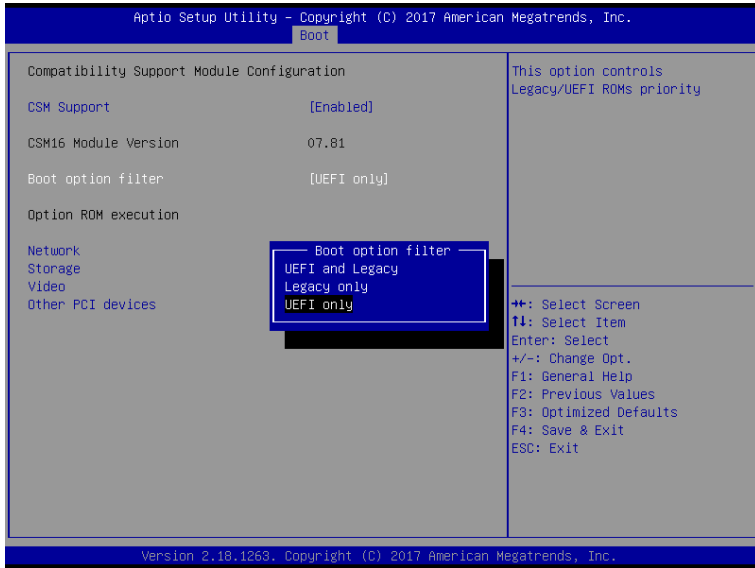 Aptio Setup Utility – Copyright (C) 2017 American Megatrends, Inc.
Boot
Compatibility Support Module Configuration
CSM Support [Enabled]
CSM16 Module Version 07.81
Boot option filter [UEFI only]
Option ROM execution
Network
Storage
Video
Other PCI devices
Boot option filter
UEFI and Legacy
Legacy only
UEFI only
This option controls
Legacy/UEFI ROMs priority
→←: Select Screen
↑↓: Select Item
Enter: Select
+/-: Change Opt.
F1: General Help
F2: Previous Values
F3: Optimized Defaults
F4: Save & Exit
ESC: Exit
Version 2.18.1263. Copyright (C) 2017 American Megatrends, Inc.